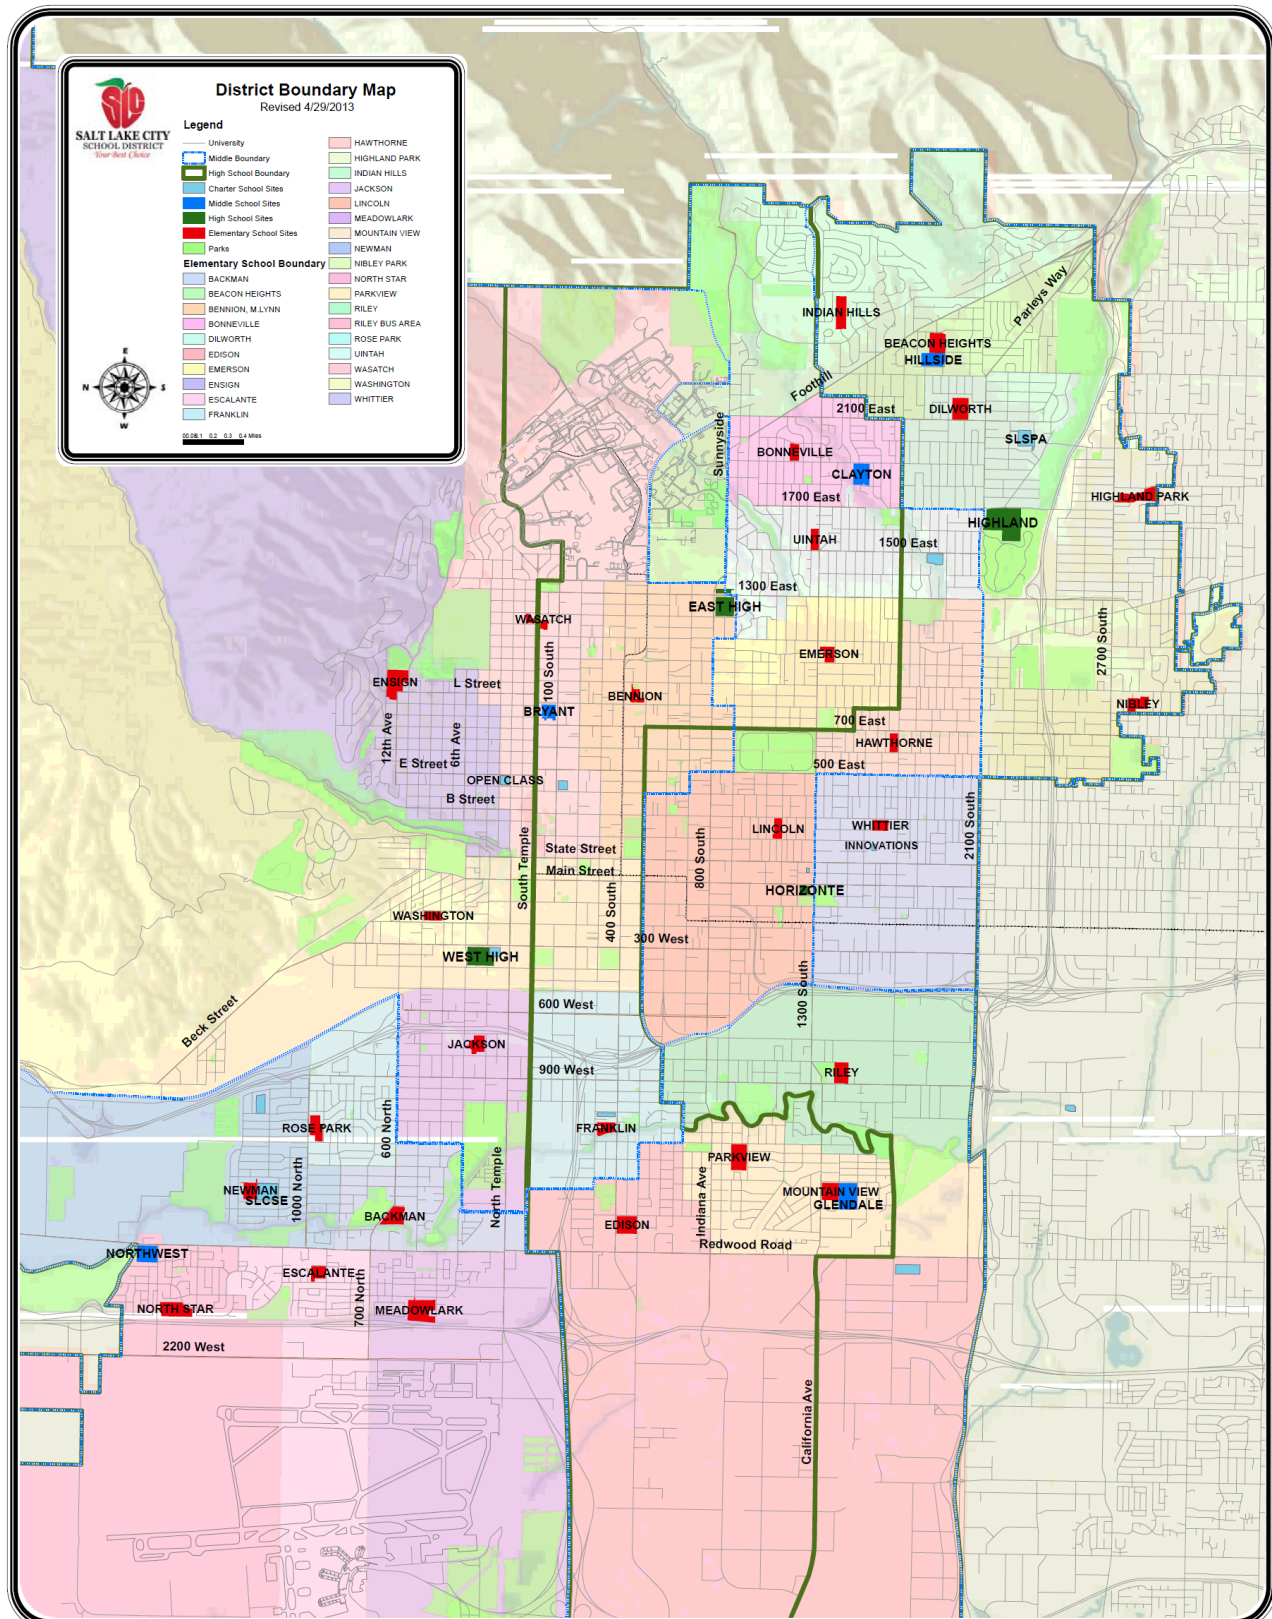 District Boundary Map
Revised 4/29/2013
SLC
SALT LAKE CITY
SCHOOL DISTRICT
Your Best Choice
Legend
University
Middle Boundary
High School Boundary
Charter School Sites
Middle School Sites
High School Sites
Elementary School Sites
Parks
Elementary School Boundary
BACKMAN
BEACON HEIGHTS
BENNION, M.LYNN
BONNEVILLE
DILWORTH
EDISON
EMERSON
ENSIGN
ESCALANTE
FRANKLIN
HAWTHORNE
HIGHLAND PARK
INDIAN HILLS
JACKSON
LINCOLN
MEADOWLARK
MOUNTAIN VIEW
NEWMAN
NIBLEY PARK
NORTH STAR
PARKVIEW
RILEY
RILEY BUS AREA
ROSE PARK
UINTAH
WASATCH
WASHINGTON
WHITTIER
E
N
S
W
0.2 0.3 0.4 Miles
Parleys Way
INDIAN HILLS
BEACON HEIGHTS
HILLSIDE
Foothill
2100 East
DILWORTH
Sunnyside
SLSPA
BONNEVILLE
CLAYTON
1700 East
HIGHLAND PARK
HIGHLAND
UINTAH
1500 East
1300 East
EAST HIGH
WASATCH
2700 South
EMERSON
100 South
ENSIGN
L Street
BENNION
NIBLEY
BRYANT
700 East
12th Ave
6th Ave
HAWTHORNE
E Street
500 East
OPEN CLASS
B Street
LINCOLN
WHITTIER
2100 South
INNOVATIONS
State Street
800 South
South Temple
Main Street
HORIZONTE
400 South
WASHINGTON
300 West
WEST HIGH
1300 South
600 West
Beck Street
JACKSON
900 West
RILEY
600 North
ROSE PARK
FRANKLIN
PARKVIEW
1000 North
North Temple
NEWMAN
SLCSE
Indiana Ave
MOUNTAIN VIEW
GLENDALE
BACKMAN
EDISON
Redwood Road
NORTHWEST
ESCALANTE
700 North
NORTH STAR
MEADOWLARK
2200 West
California Ave